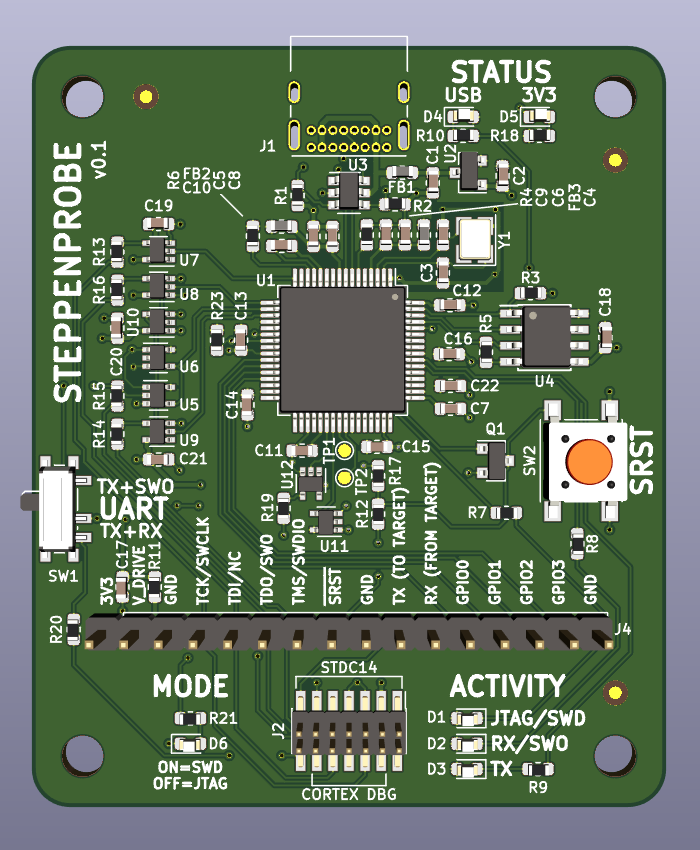 STATUS
USB 3V3
D4 D5
R10 R18
J1
U3
C1
U2
C2
FB1
R1
R2
R6 FB2 C5
C10 C8
R4
C9
C6
FB3
C4
Y1
C3
STEPPENPROBE
v0.1
C19
R13
U7
R16
U8
U10
C20
U6
R15
U5
R14
U9
C21
R23
C13
C14
U1
C12
R3
R5
C16
C18
U4
C22
C7
C11
TP1
C15
U12
TP2
R17
R12
R19
U11
Q1
SW2
SRST
R7
R8
TX+SWO
UART
TX+RX
SW1
C17
R11
R20
3V3
V_DRIVE
GND
TCK/SWCLK
TDI/NC
TDO/SWO
TMS/SWDIO
SRST
GND
TX (TO TARGET)
RX (FROM TARGET)
GPIO0
GPIO1
GPIO2
GPIO3
GND
J4
MODE
R21
D6
ON=SWD
OFF=JTAG
STDC14
J2
CORTEX DBG
ACTIVITY
D1 JTAG/SWD
D2 RX/SWO
D3 TX
R9